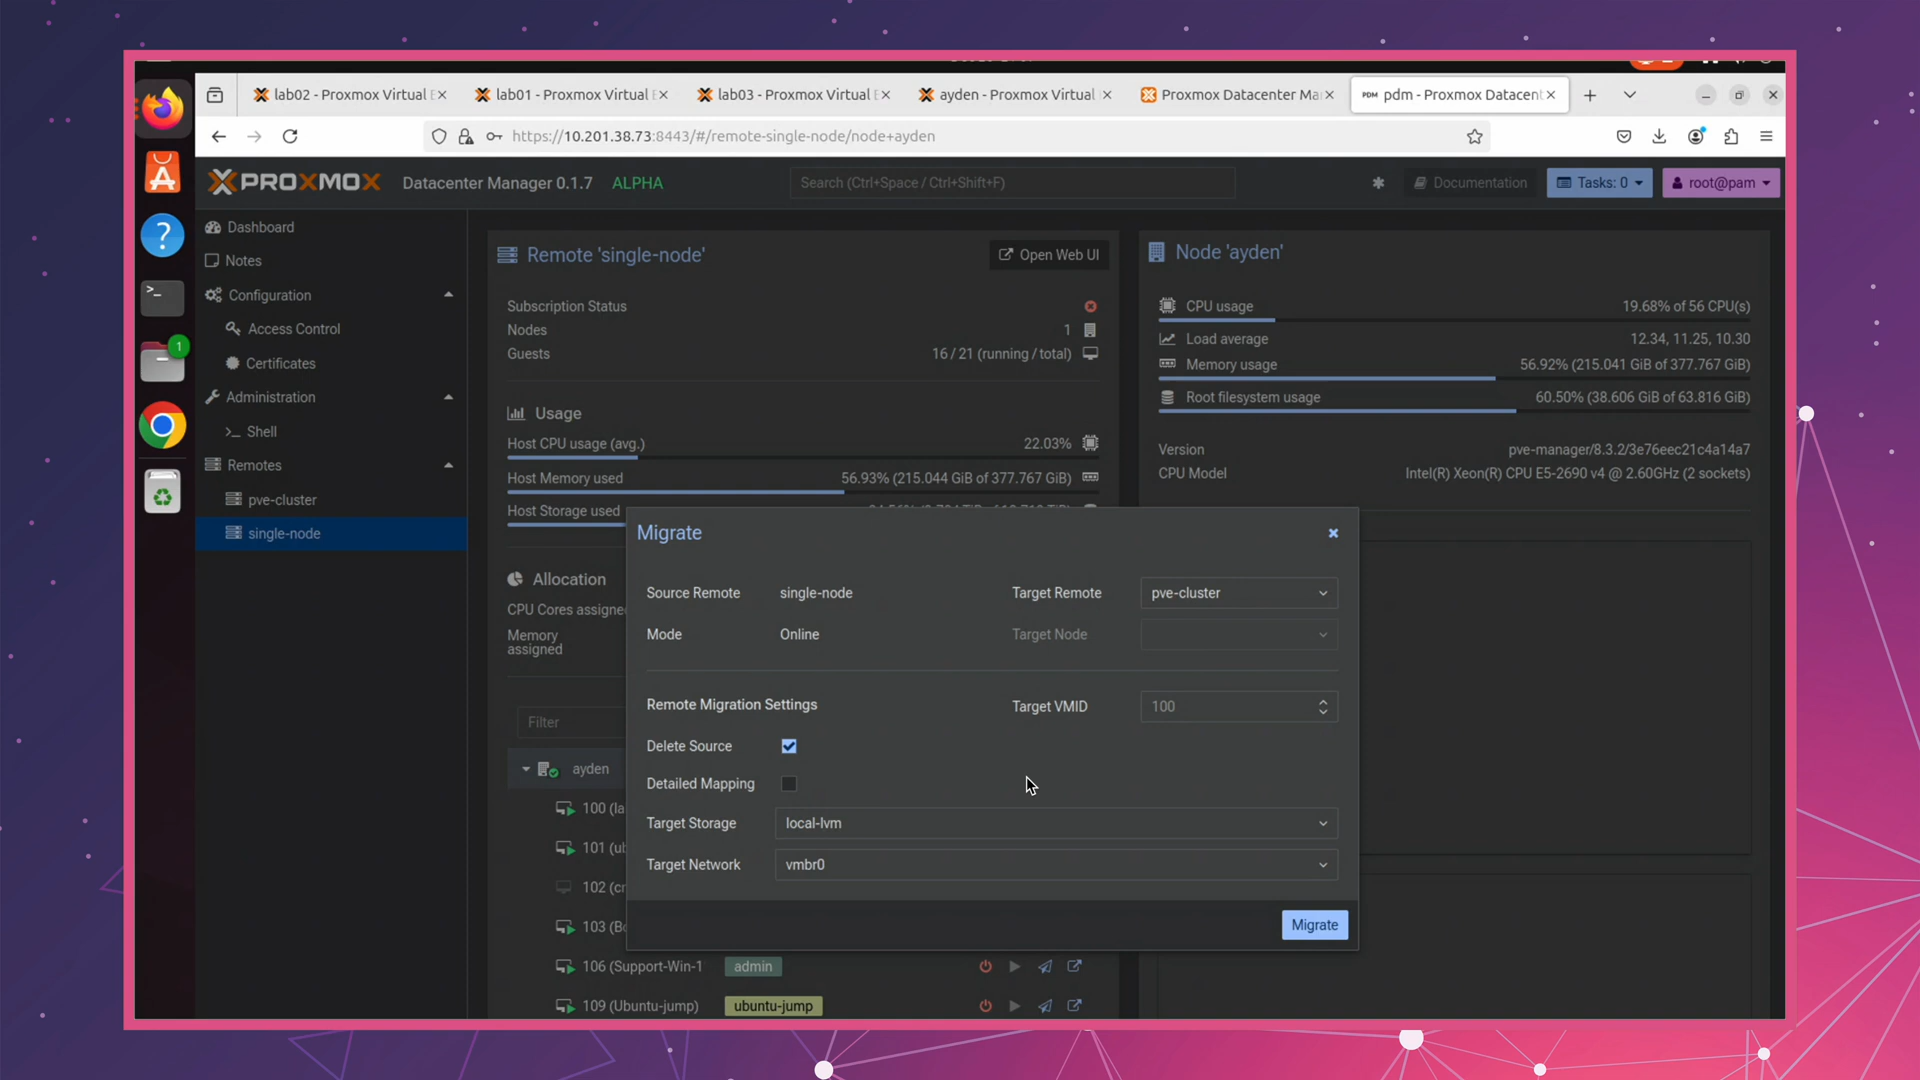 lab02 - Proxmox Virtual E
lab01 - Proxmox Virtual E
lab03 - Proxmox Virtual E
ayden - Proxmox Virtual
Proxmox Datacenter Ma
PDM pdm - Proxmox Datacent
https://10.201.38.73:8443/#/remote-single-node/node+ayden
PROXMOX Datacenter Manager 0.1.7 ALPHA
Search (Ctrl+Space / Ctrl+Shift+F)
Documentation
Tasks: 0
root@pam
Dashboard
Notes
Configuration
Access Control
Certificates
Administration
>_ Shell
Remotes
pve-cluster
single-node
1
Remote 'single-node'
Open Web UI
Subscription Status
Nodes 1
Guests 16 / 21 (running / total)
Usage
Host CPU usage (avg.) 22.03%
Host Memory used 56.93% (215.044 GiB of 377.767 GiB)
Host Storage used
Allocation
CPU Cores assigne
Memory
assigned
Filter
ayden
100 (la
101 (ub
102 (cr
103 (Bo
106 (Support-Win-1 admin
109 (Ubuntu-jump) ubuntu-jump
Node 'ayden'
CPU usage 19.68% of 56 CPU(s)
Load average 12.34, 11.25, 10.30
Memory usage 56.92% (215.041 GiB of 377.767 GiB)
Root filesystem usage 60.50% (38.606 GiB of 63.816 GiB)
Version pve-manager/8.3.2/3e76eec21c4a14a7
CPU Model Intel(R) Xeon(R) CPU E5-2690 v4 @ 2.60GHz (2 sockets)
Migrate
Source Remote single-node Target Remote pve-cluster
Mode Online Target Node
Remote Migration Settings Target VMID 100
Delete Source
Detailed Mapping
Target Storage local-lvm
Target Network vmbr0
Migrate